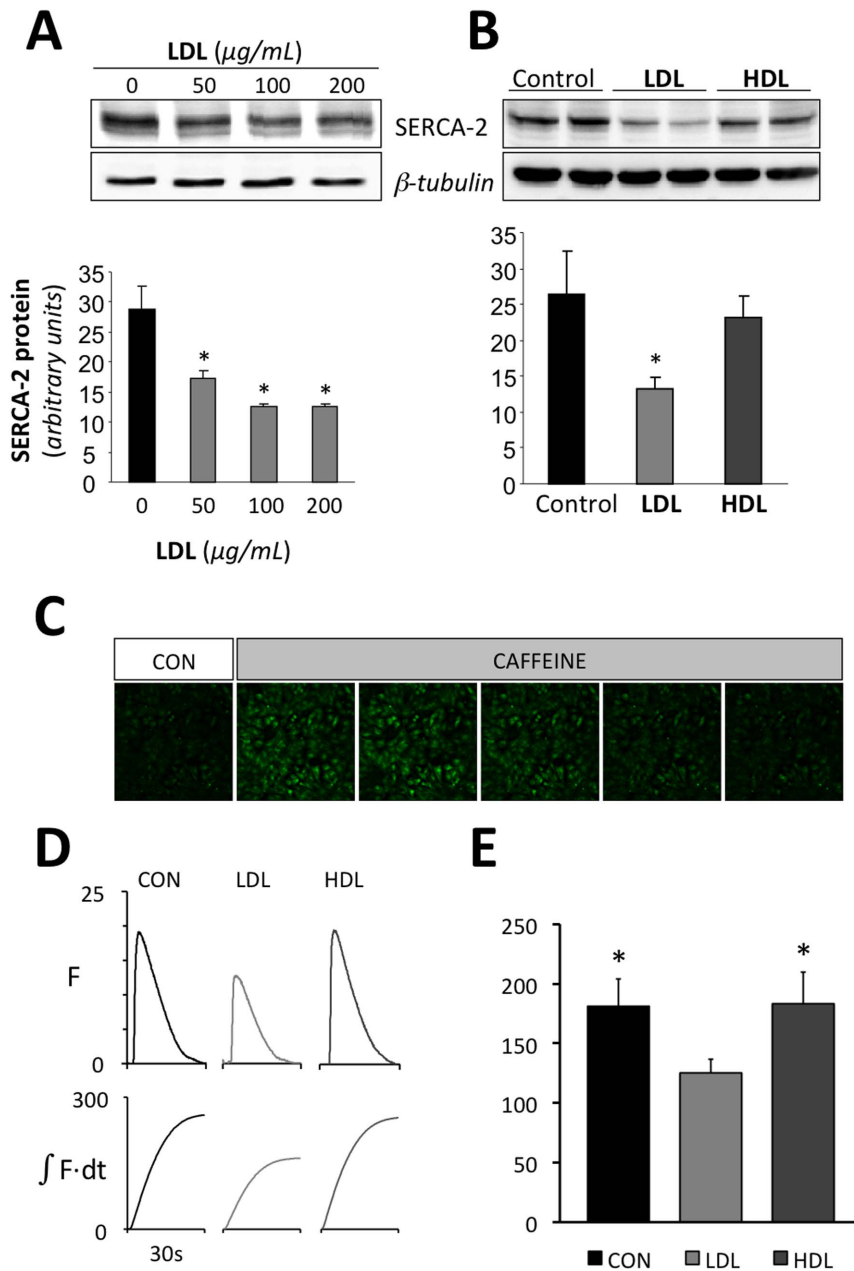 A
LDL (µg/mL)
0 50 100 200
SERCA-2
β-tubulin
SERCA-2 protein
(arbitrary units)
35
30
25
20
15
10
5
0
* * *
0 50 100 200
LDL (µg/mL)
B
Control LDL HDL
35
30
25
20
15
10
5
0
*
Control LDL HDL
C
CON CAFFEINE
D
CON LDL HDL
25
F
0
300
∫ F·dt
0
30s
E
250
200
150
100
50
0
* *
CON LDL HDL